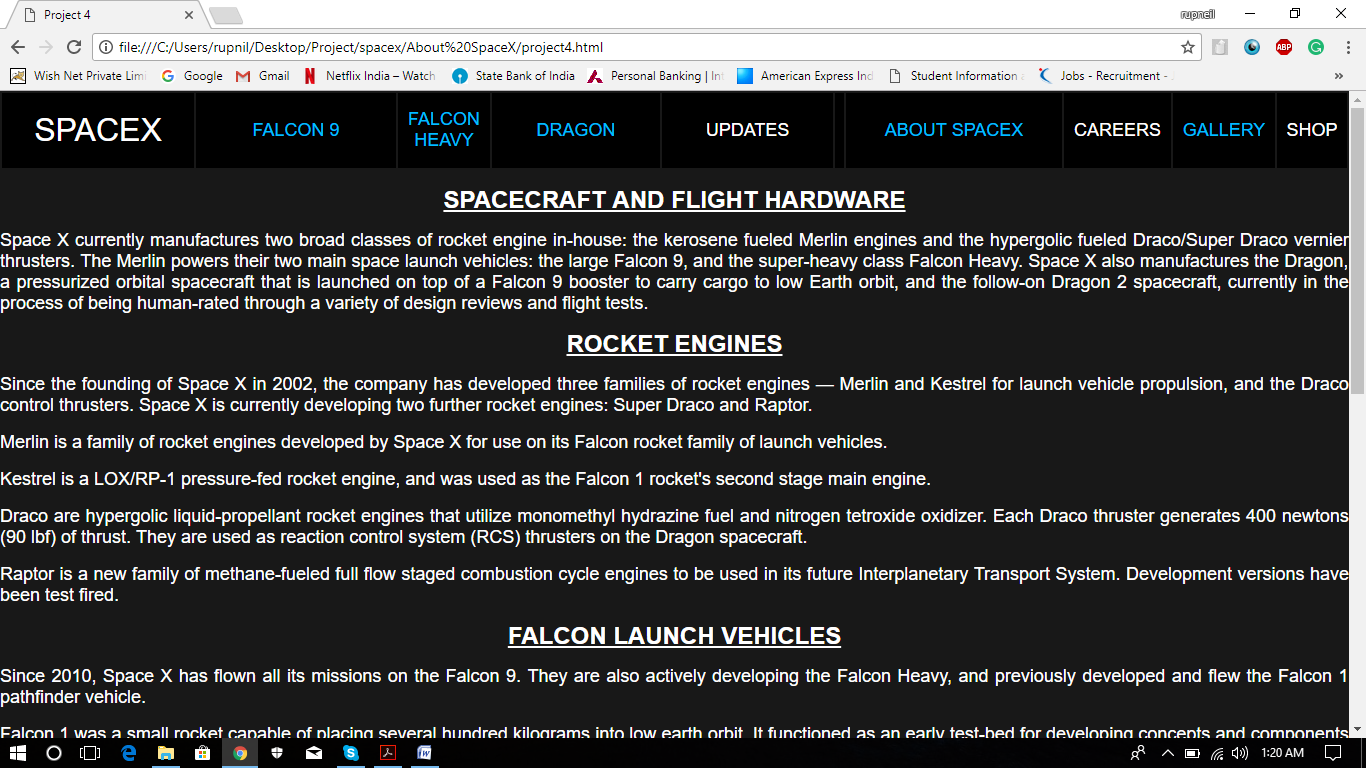 Project 4
rupneil
file:///C:/Users/rupnil/Desktop/Project/spacex/About%20SpaceX/project4.html
ABP
Wish Net Private Limi
Google
Gmail
Netflix India – Watch
State Bank of India
Personal Banking | Int
American Express Ind
Student Information a
Jobs - Recruitment -
»
SPACEX
FALCON 9
FALCON
HEAVY
DRAGON
UPDATES
ABOUT SPACEX
CAREERS
GALLERY
SHOP
SPACECRAFT AND FLIGHT HARDWARE
Space X currently manufactures two broad classes of rocket engine in-house: the kerosene fueled Merlin engines and the hypergolic fueled Draco/Super Draco vernier
thrusters. The Merlin powers their two main space launch vehicles: the large Falcon 9, and the super-heavy class Falcon Heavy. Space X also manufactures the Dragon,
a pressurized orbital spacecraft that is launched on top of a Falcon 9 booster to carry cargo to low Earth orbit, and the follow-on Dragon 2 spacecraft, currently in the
process of being human-rated through a variety of design reviews and flight tests.
ROCKET ENGINES
Since the founding of Space X in 2002, the company has developed three families of rocket engines — Merlin and Kestrel for launch vehicle propulsion, and the Draco
control thrusters. Space X is currently developing two further rocket engines: Super Draco and Raptor.
Merlin is a family of rocket engines developed by Space X for use on its Falcon rocket family of launch vehicles.
Kestrel is a LOX/RP-1 pressure-fed rocket engine, and was used as the Falcon 1 rocket's second stage main engine.
Draco are hypergolic liquid-propellant rocket engines that utilize monomethyl hydrazine fuel and nitrogen tetroxide oxidizer. Each Draco thruster generates 400 newtons
(90 lbf) of thrust. They are used as reaction control system (RCS) thrusters on the Dragon spacecraft.
Raptor is a new family of methane-fueled full flow staged combustion cycle engines to be used in its future Interplanetary Transport System. Development versions have
been test fired.
FALCON LAUNCH VEHICLES
Since 2010, Space X has flown all its missions on the Falcon 9. They are also actively developing the Falcon Heavy, and previously developed and flew the Falcon 1
pathfinder vehicle.
Falcon 1 was a small rocket capable of placing several hundred kilograms into low earth orbit. It functioned as an early test-bed for developing concepts and components
1:20 AM